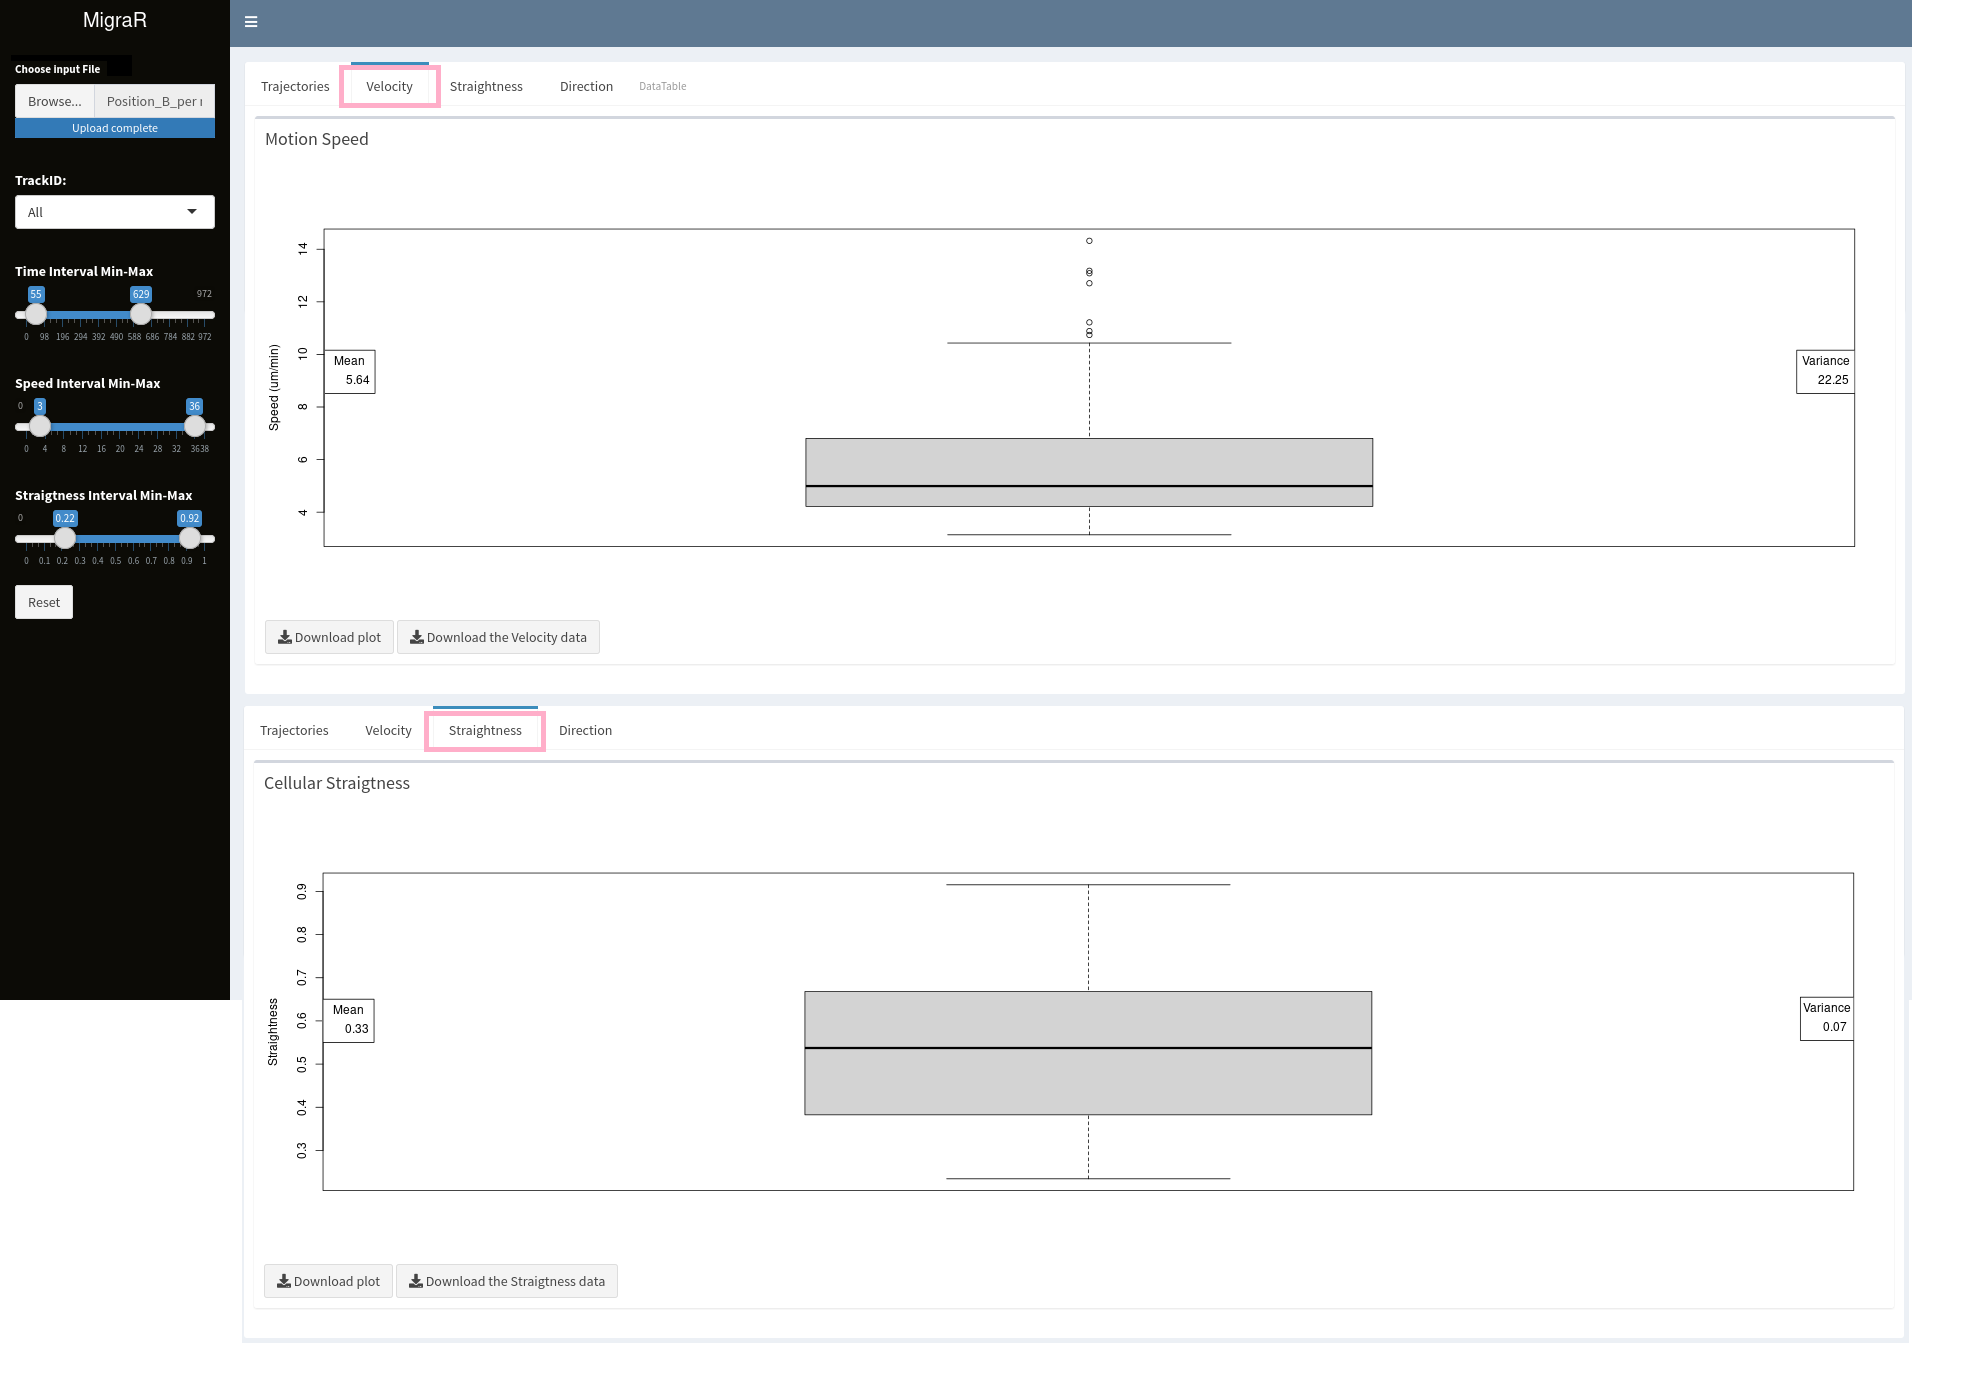 MigraR
Choose input File
Browse... Position_B_per
Upload complete
TrackID:
All
Time Interval Min-Max
55 629 972
0 98 196 294 392 490 588 686 784 882 972
Speed Interval Min-Max
0 3 36
0 4 8 12 16 20 24 28 32 3638
Straigtness Interval Min-Max
0 0.22 0.92
0 0.1 0.2 0.3 0.4 0.5 0.6 0.7 0.8 0.9 1
Reset
Trajectories Velocity Straightness Direction DataTable
Motion Speed
Speed (um/min)
14
12
10
8
6
4
Mean
5.64
Variance
22.25
Download plot Download the Velocity data
Trajectories Velocity Straightness Direction
Cellular Straigtness
Straightness
0.9
0.8
0.7
0.6
0.5
0.4
0.3
Mean
0.33
Variance
0.07
Download plot Download the Straigtness data